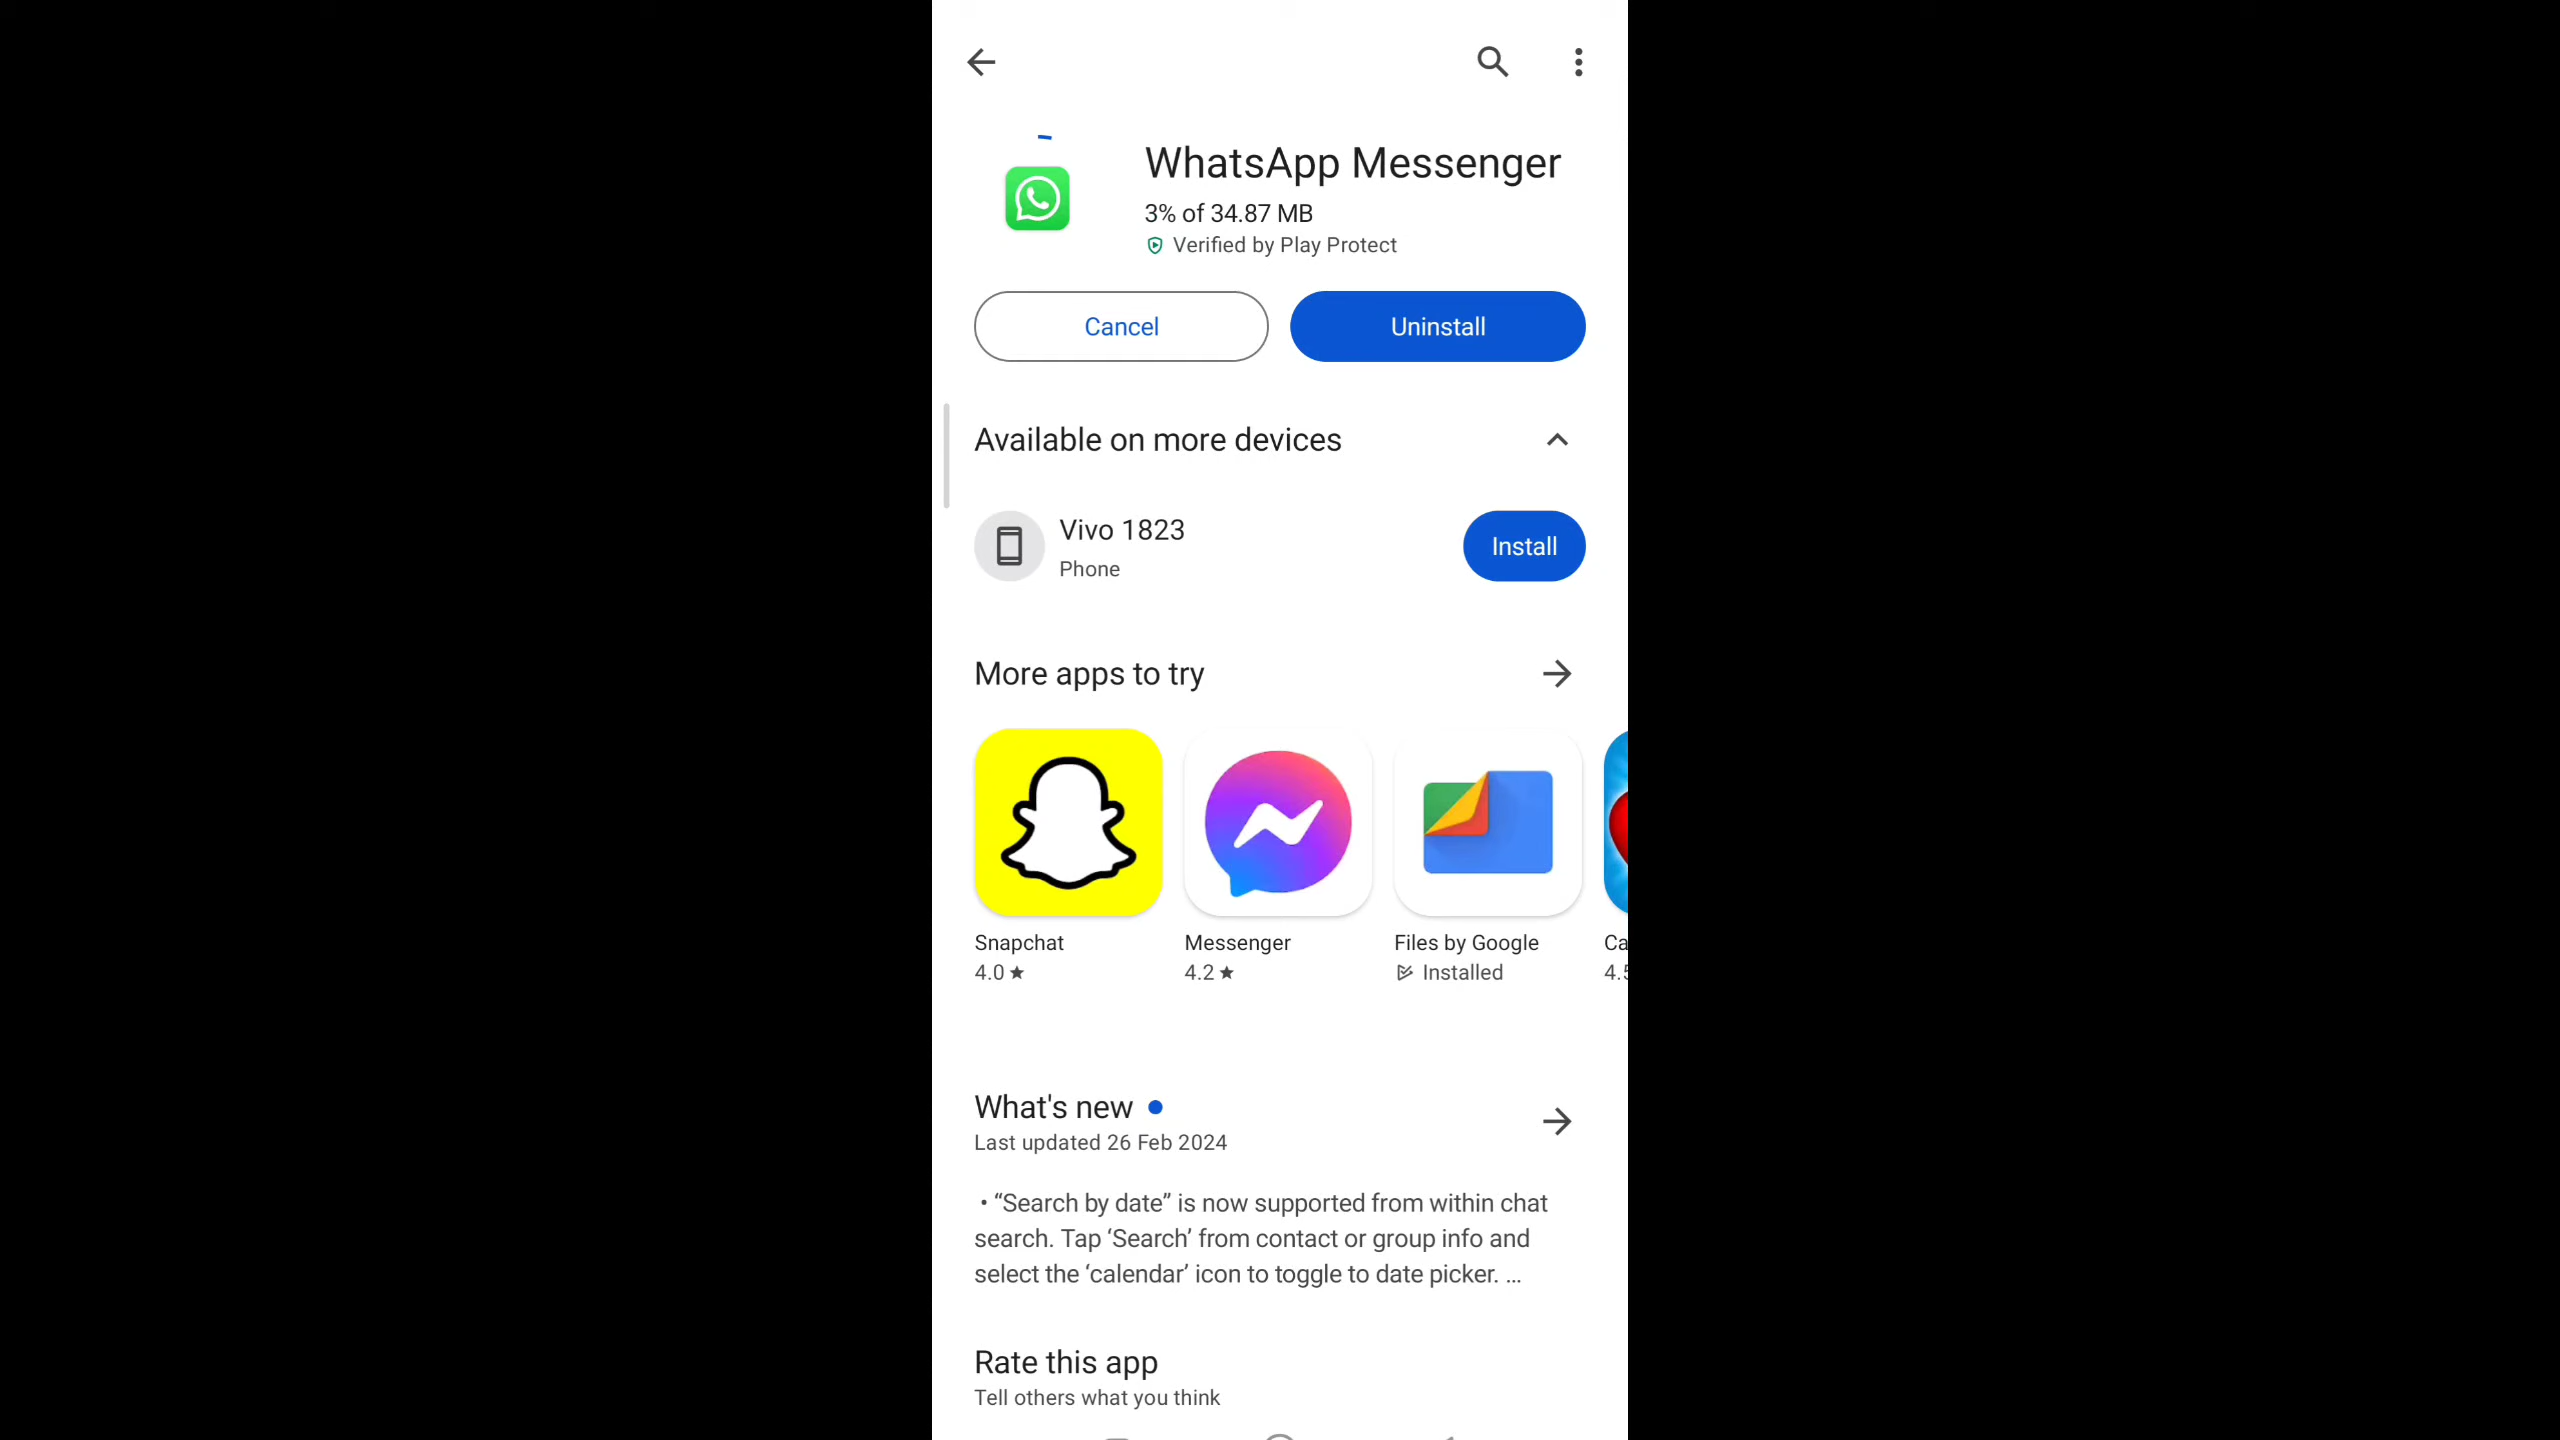 WhatsApp Messenger
3% of 34.87 MB
Verified by Play Protect
Cancel
Uninstall
Available on more devices
Vivo 1823
Phone
Install
More apps to try
Snapchat
Messenger
Files by Google
Ca
4.0 ★
4.2 ★
Installed
4.5
What's new
Last updated 26 Feb 2024
• “Search by date” is now supported from within chat
search. Tap ‘Search’ from contact or group info and
select the ‘calendar’ icon to toggle to date picker. ...
Rate this app
Tell others what you think